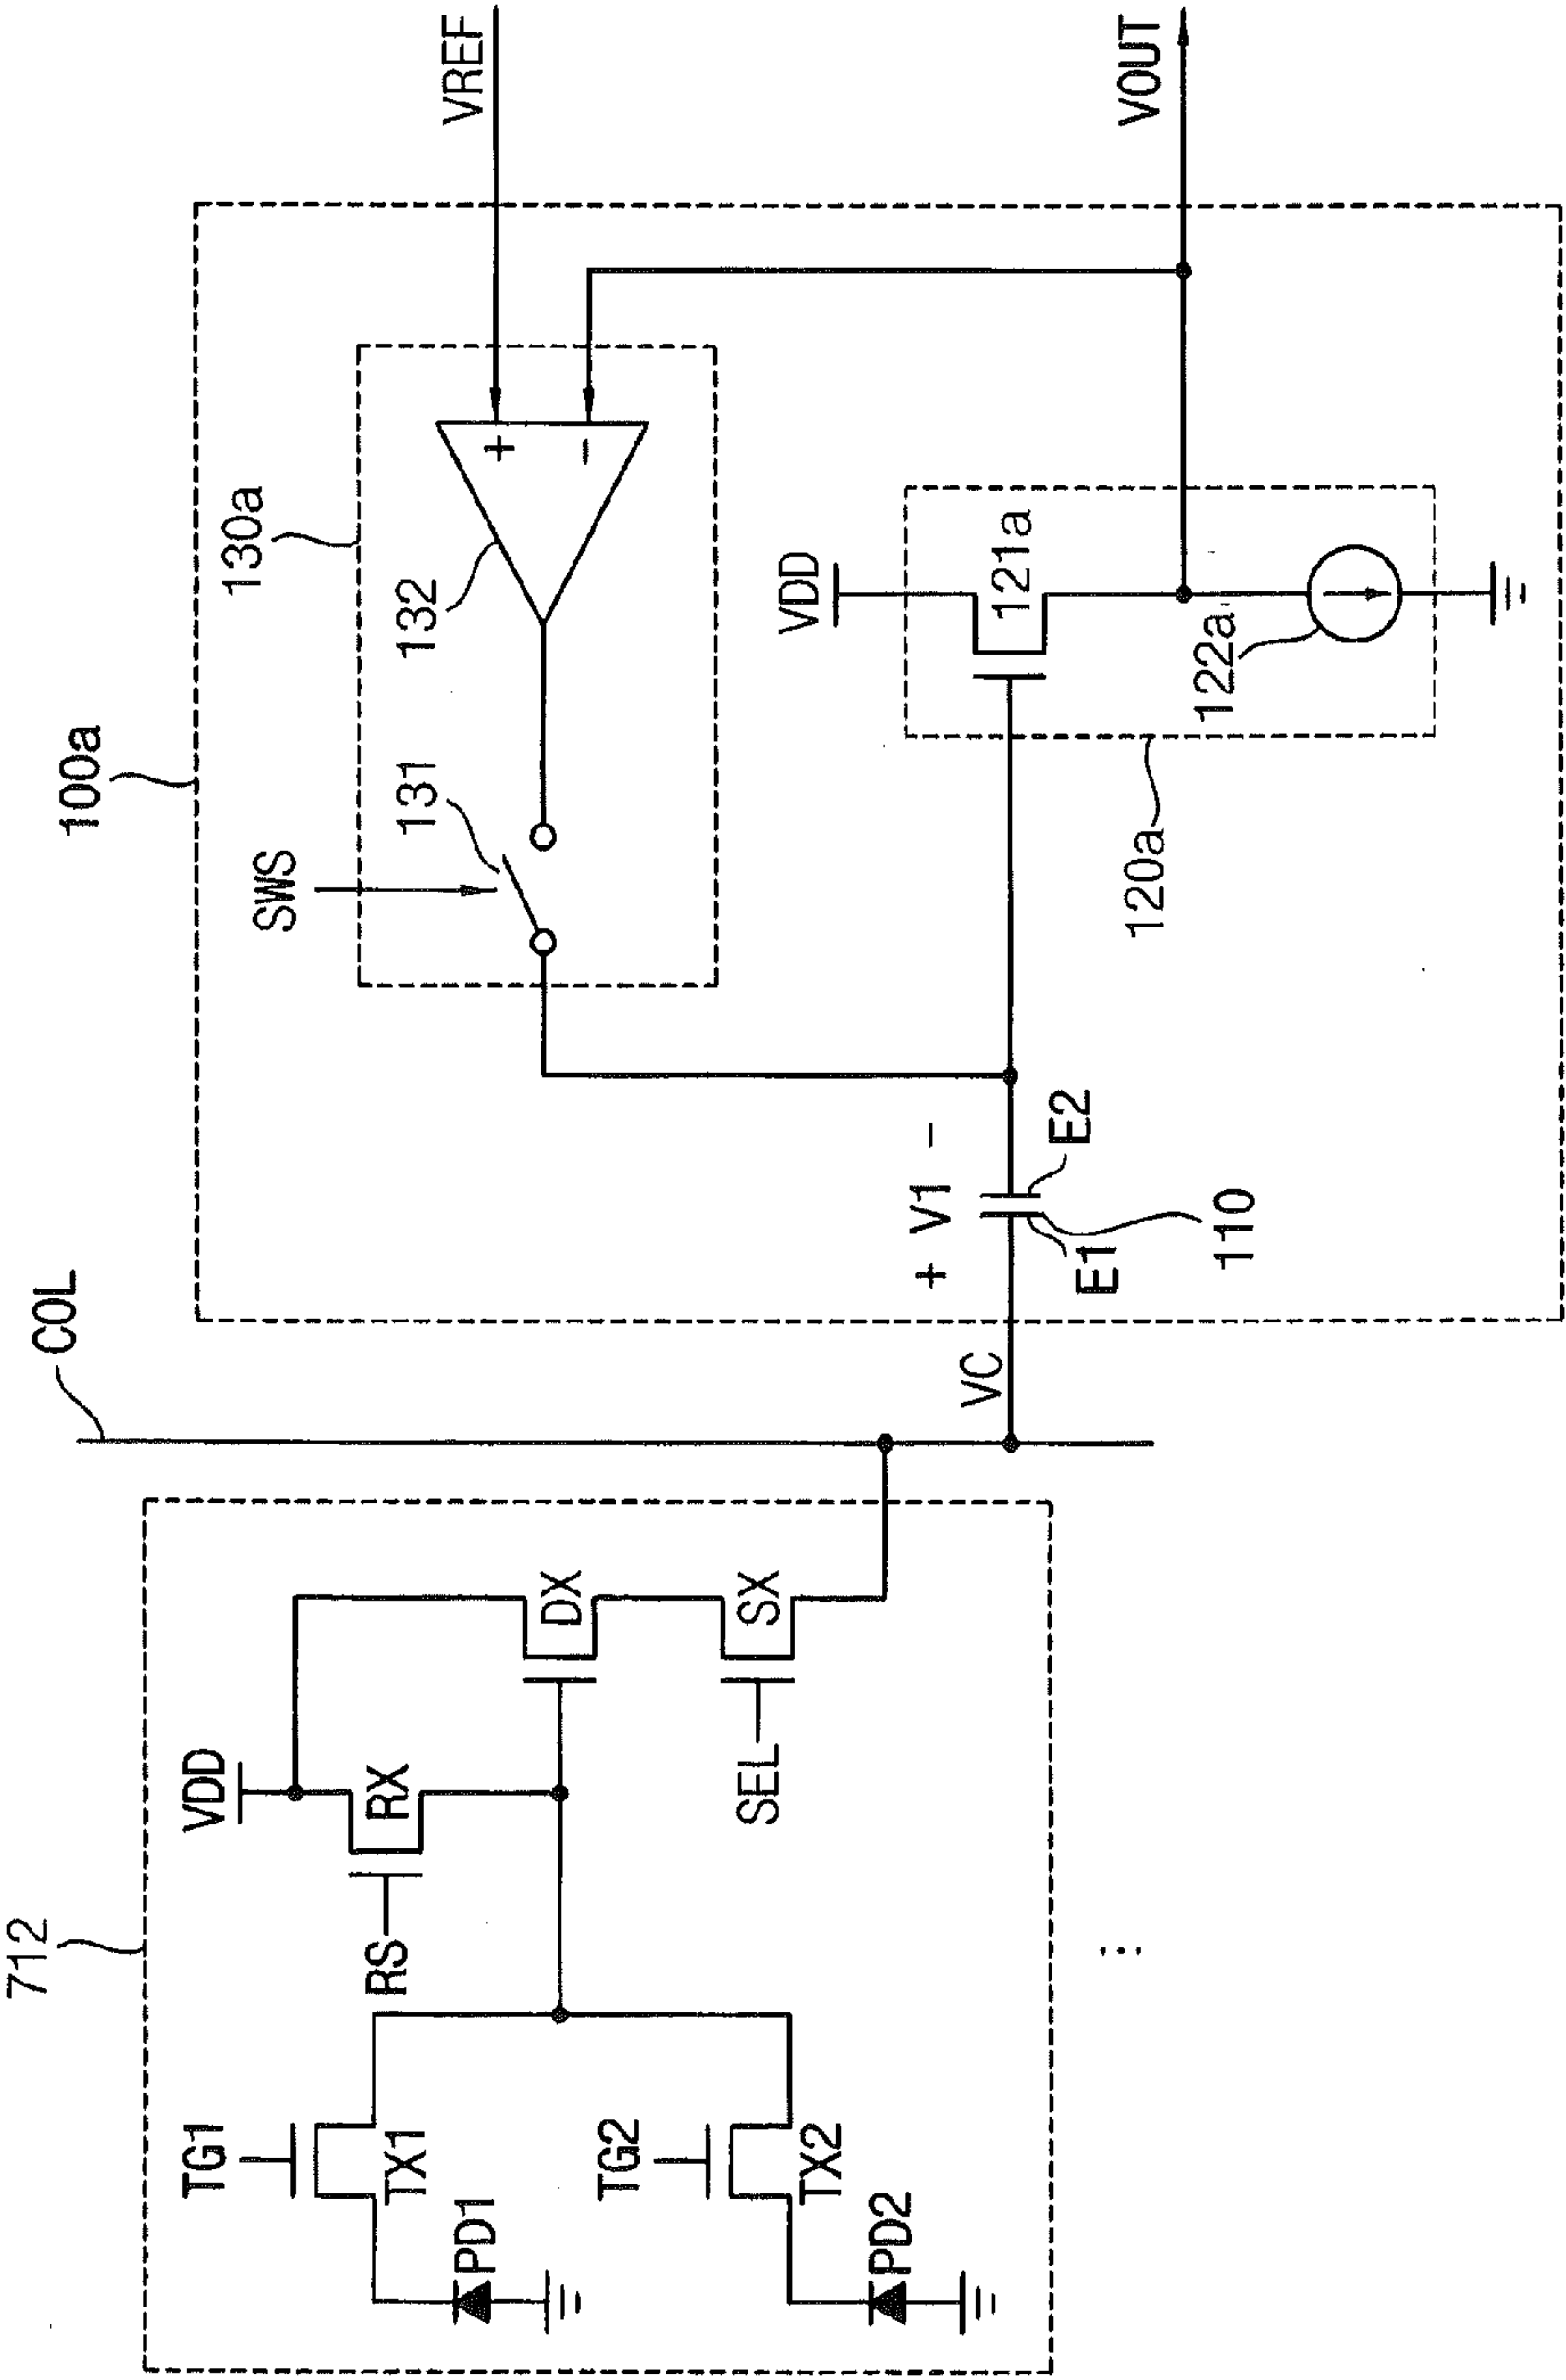 712
VDD
TG1
TX1
PD1
RS
RX
DX
TG2
TX2
PD2
SEL
SX
...
COL
VC
100a
SWS
131
132
130a
VREF
+
-
+ V1 -
E1
E2
110
VDD
121a
122a
120a
VOUT